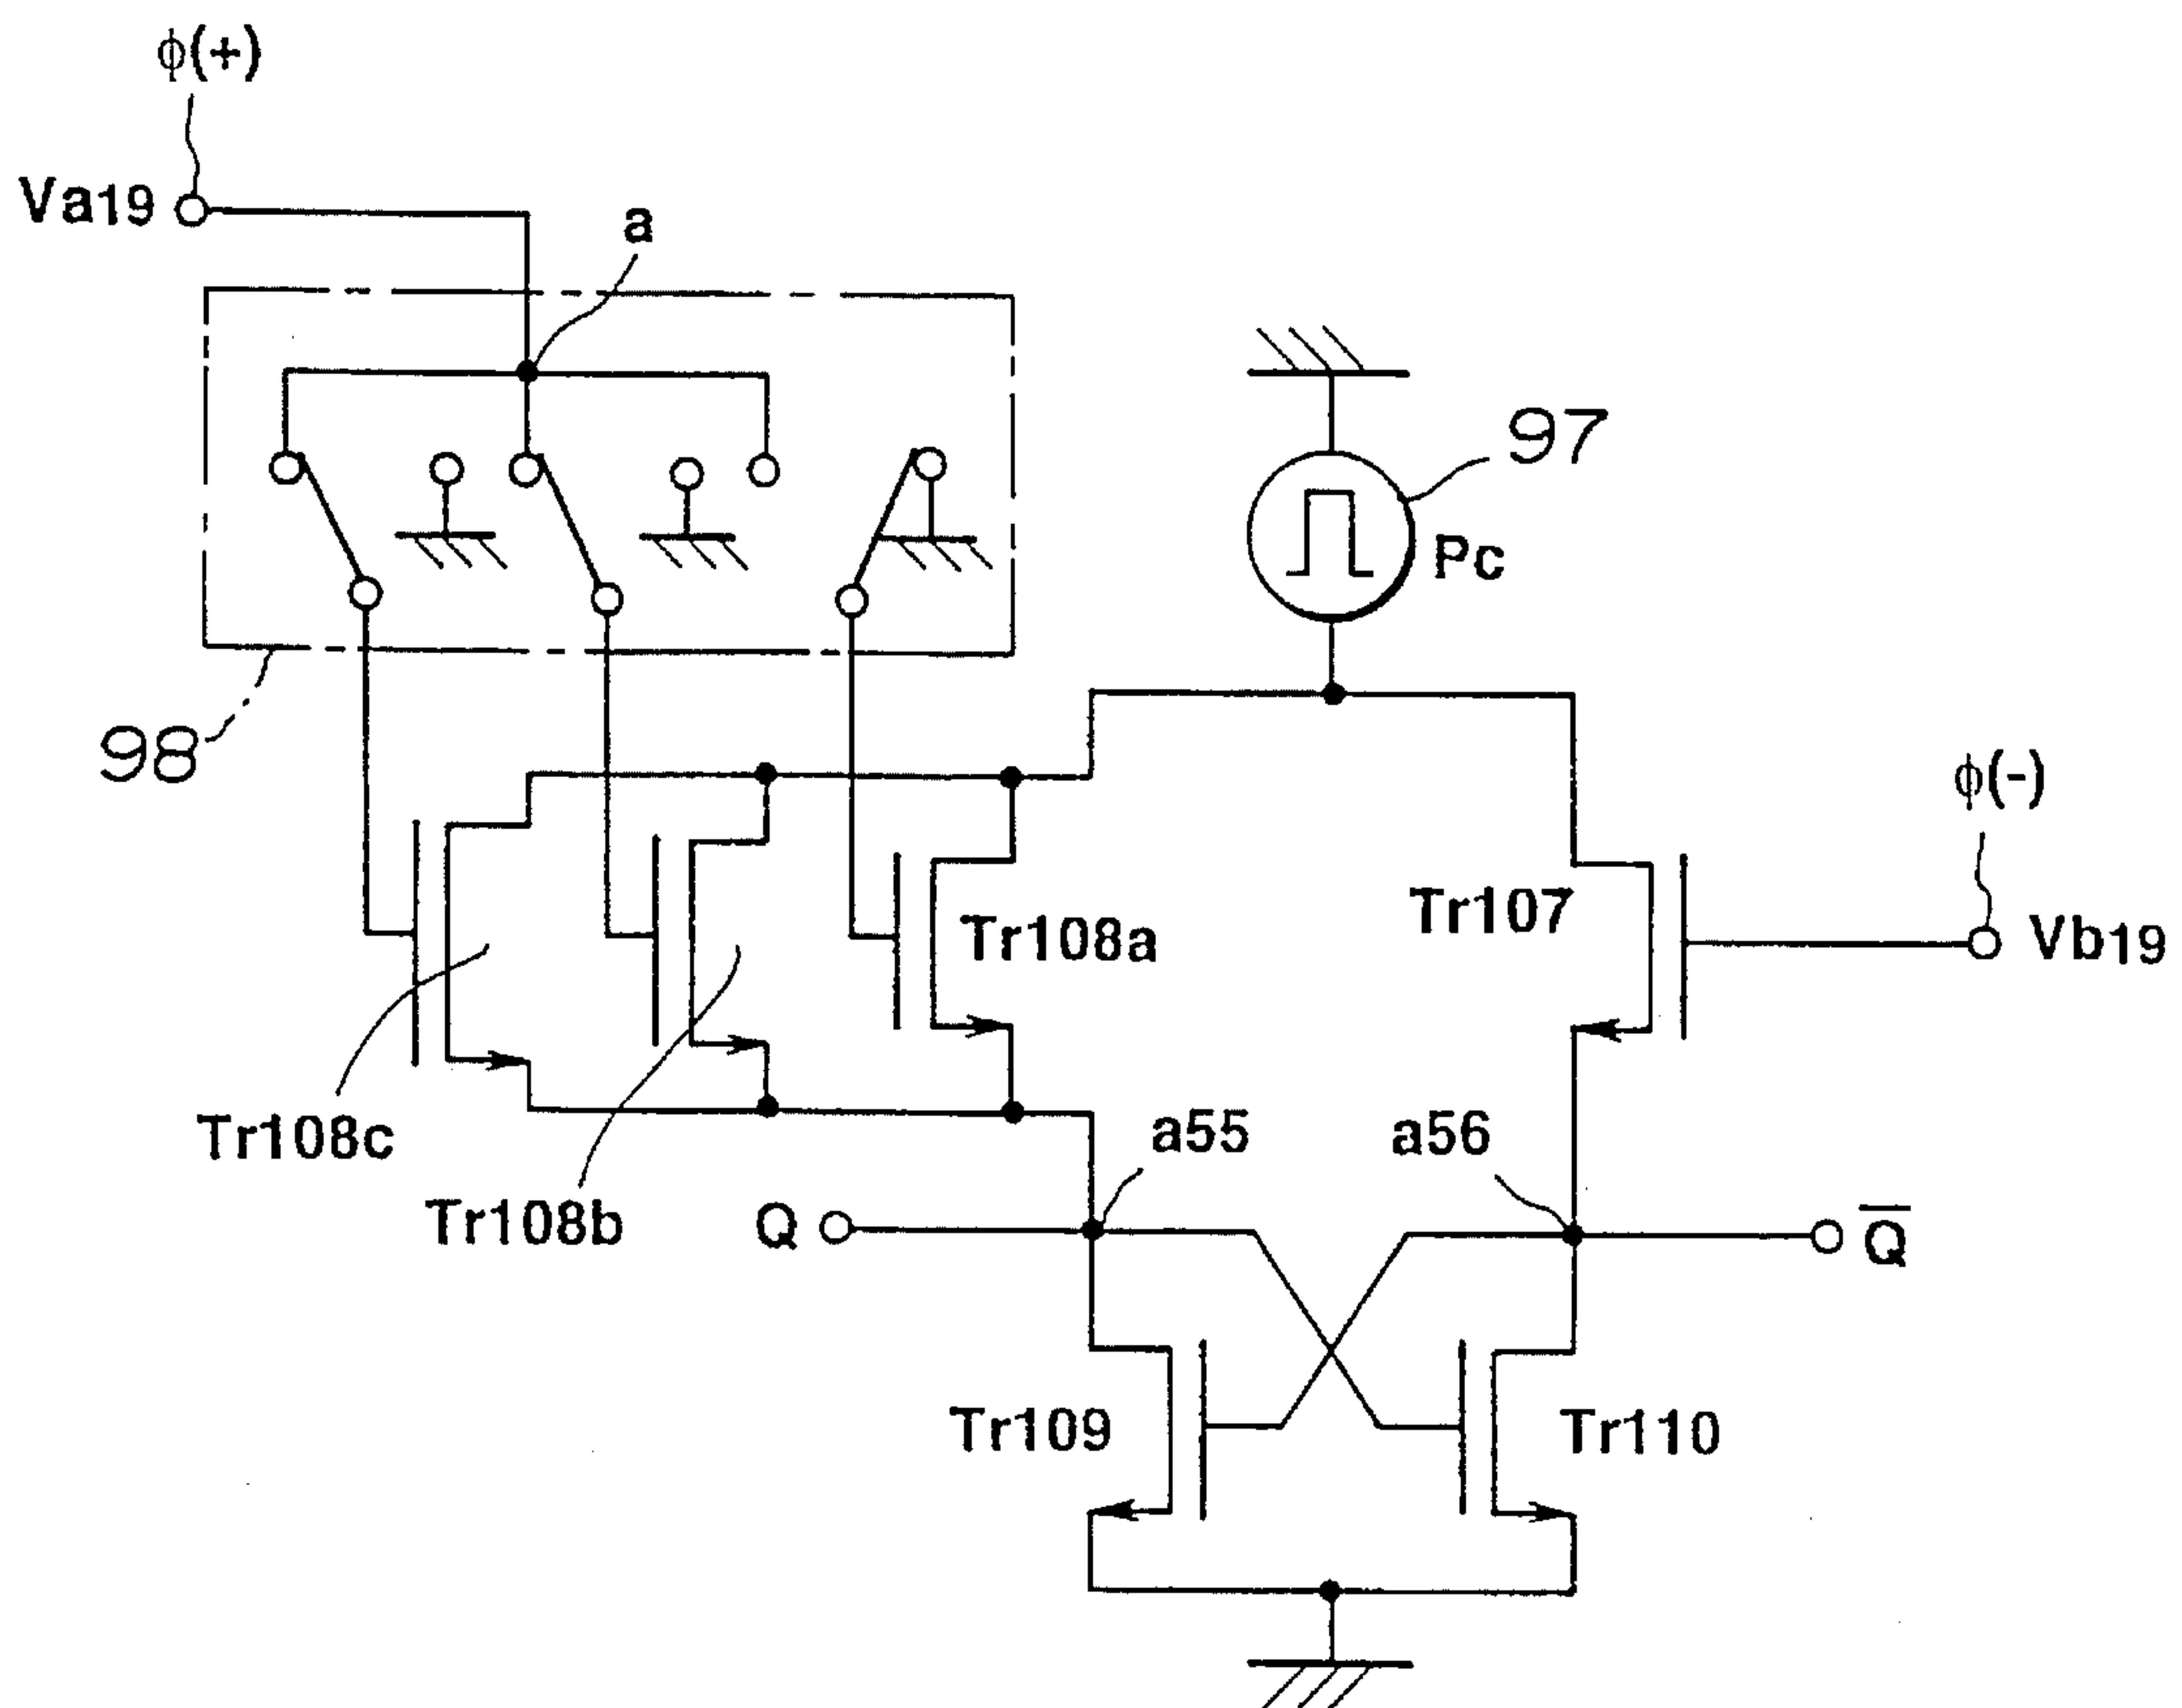 ϕ(+)
Va19
a
97
Pc
98
ϕ(-)
Tr107
Tr108a
Vb19
Tr108c
a55
a56
Tr108b
Q
Q̅
Tr109
Tr110